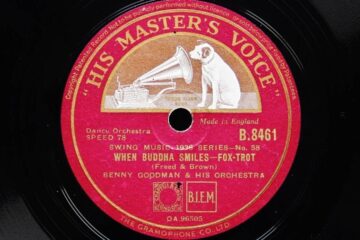 "HIS MASTER'S VOICE"
Made in England
Dance Orchestra
SPEED 78
B.8461
SWING MUSIC 1936 SERIES—No. 58
WHEN BUDDHA SMILES—FOX-TROT
(Freed & Brown)
BENNY GOODMAN & HIS ORCHESTRA
B.I.E.M.
OA 96505
THE GRAMOPHONE CO. LTD.